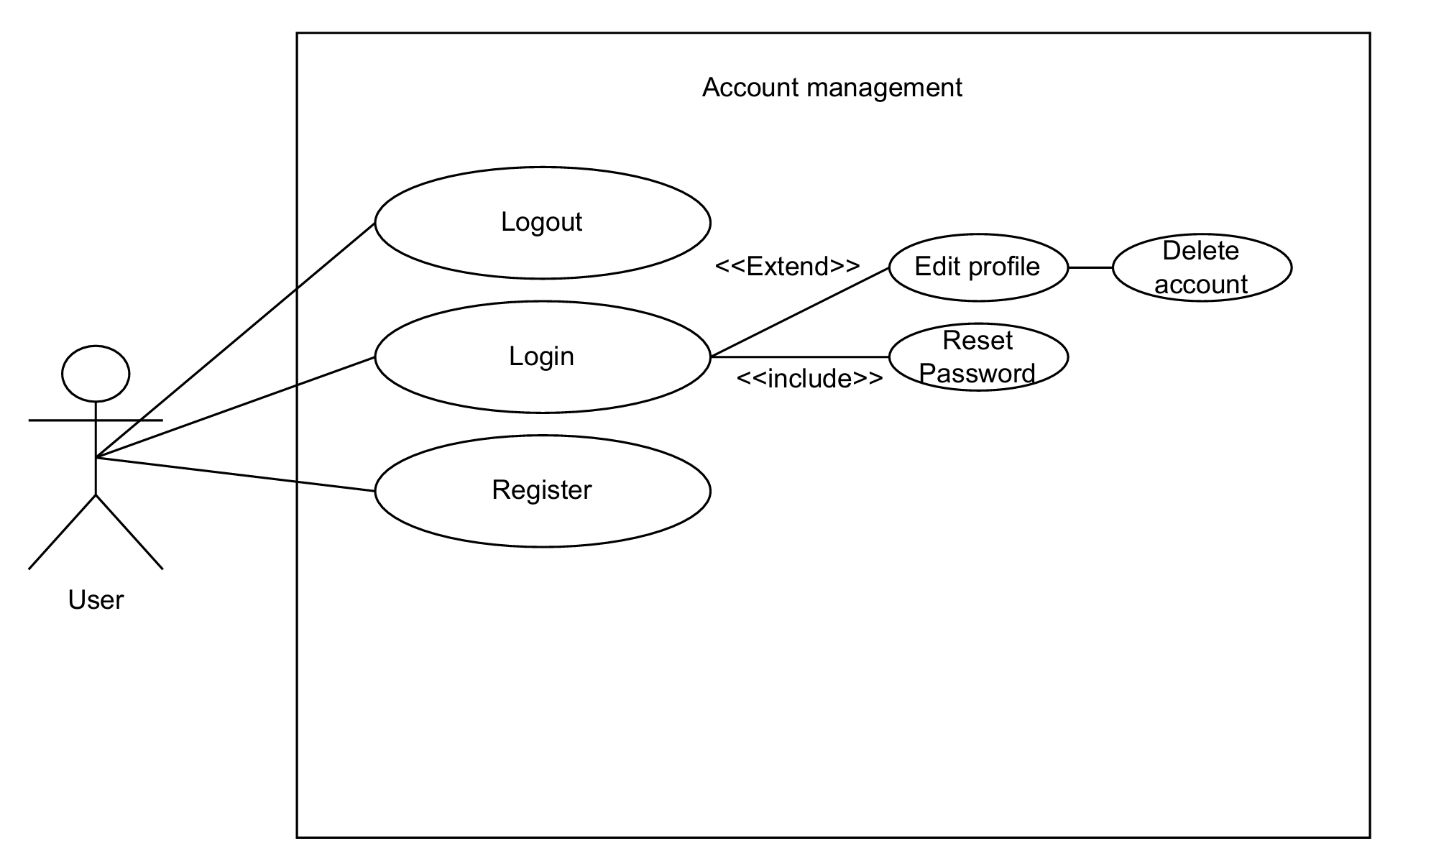 Account management
Logout
<<Extend>>
Edit profile
Delete
account
Login
<<include>>
Reset
Password
Register
User